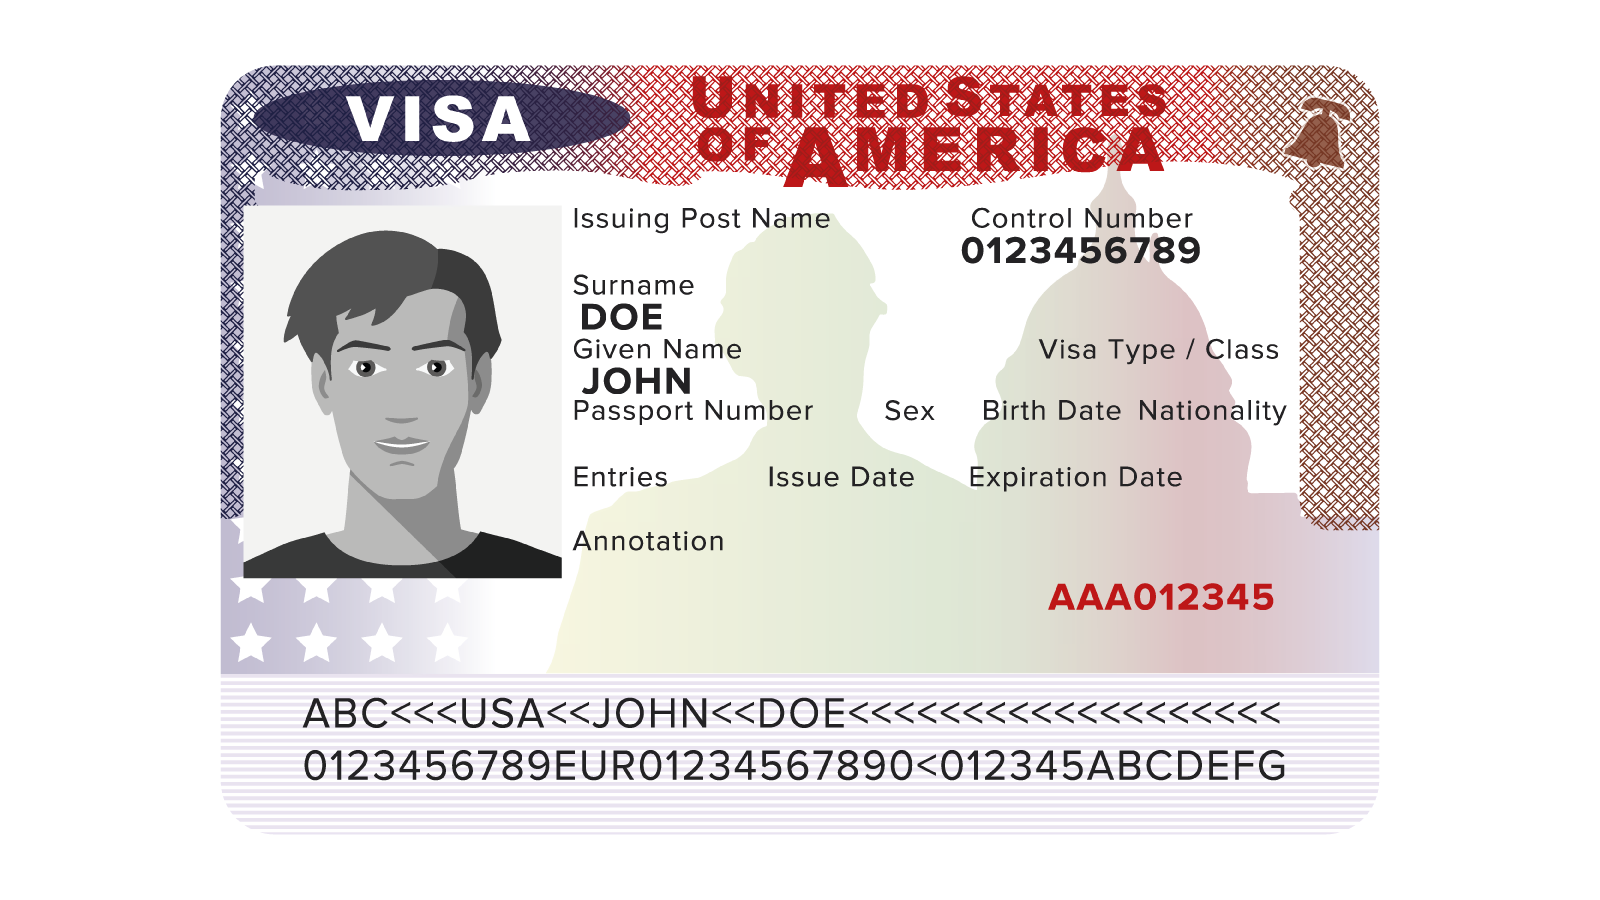 VISA
UNITED STATES
OF AMERICA
Issuing Post Name Control Number
0123456789
Surname
DOE
Given Name Visa Type / Class
JOHN
Passport Number Sex Birth Date Nationality
Entries Issue Date Expiration Date
Annotation
AAA012345
ABC<<<USA<<JOHN<<DOE<<<<<<<<<<<<<<<<<<<
0123456789EUR01234567890<012345ABCDEFG